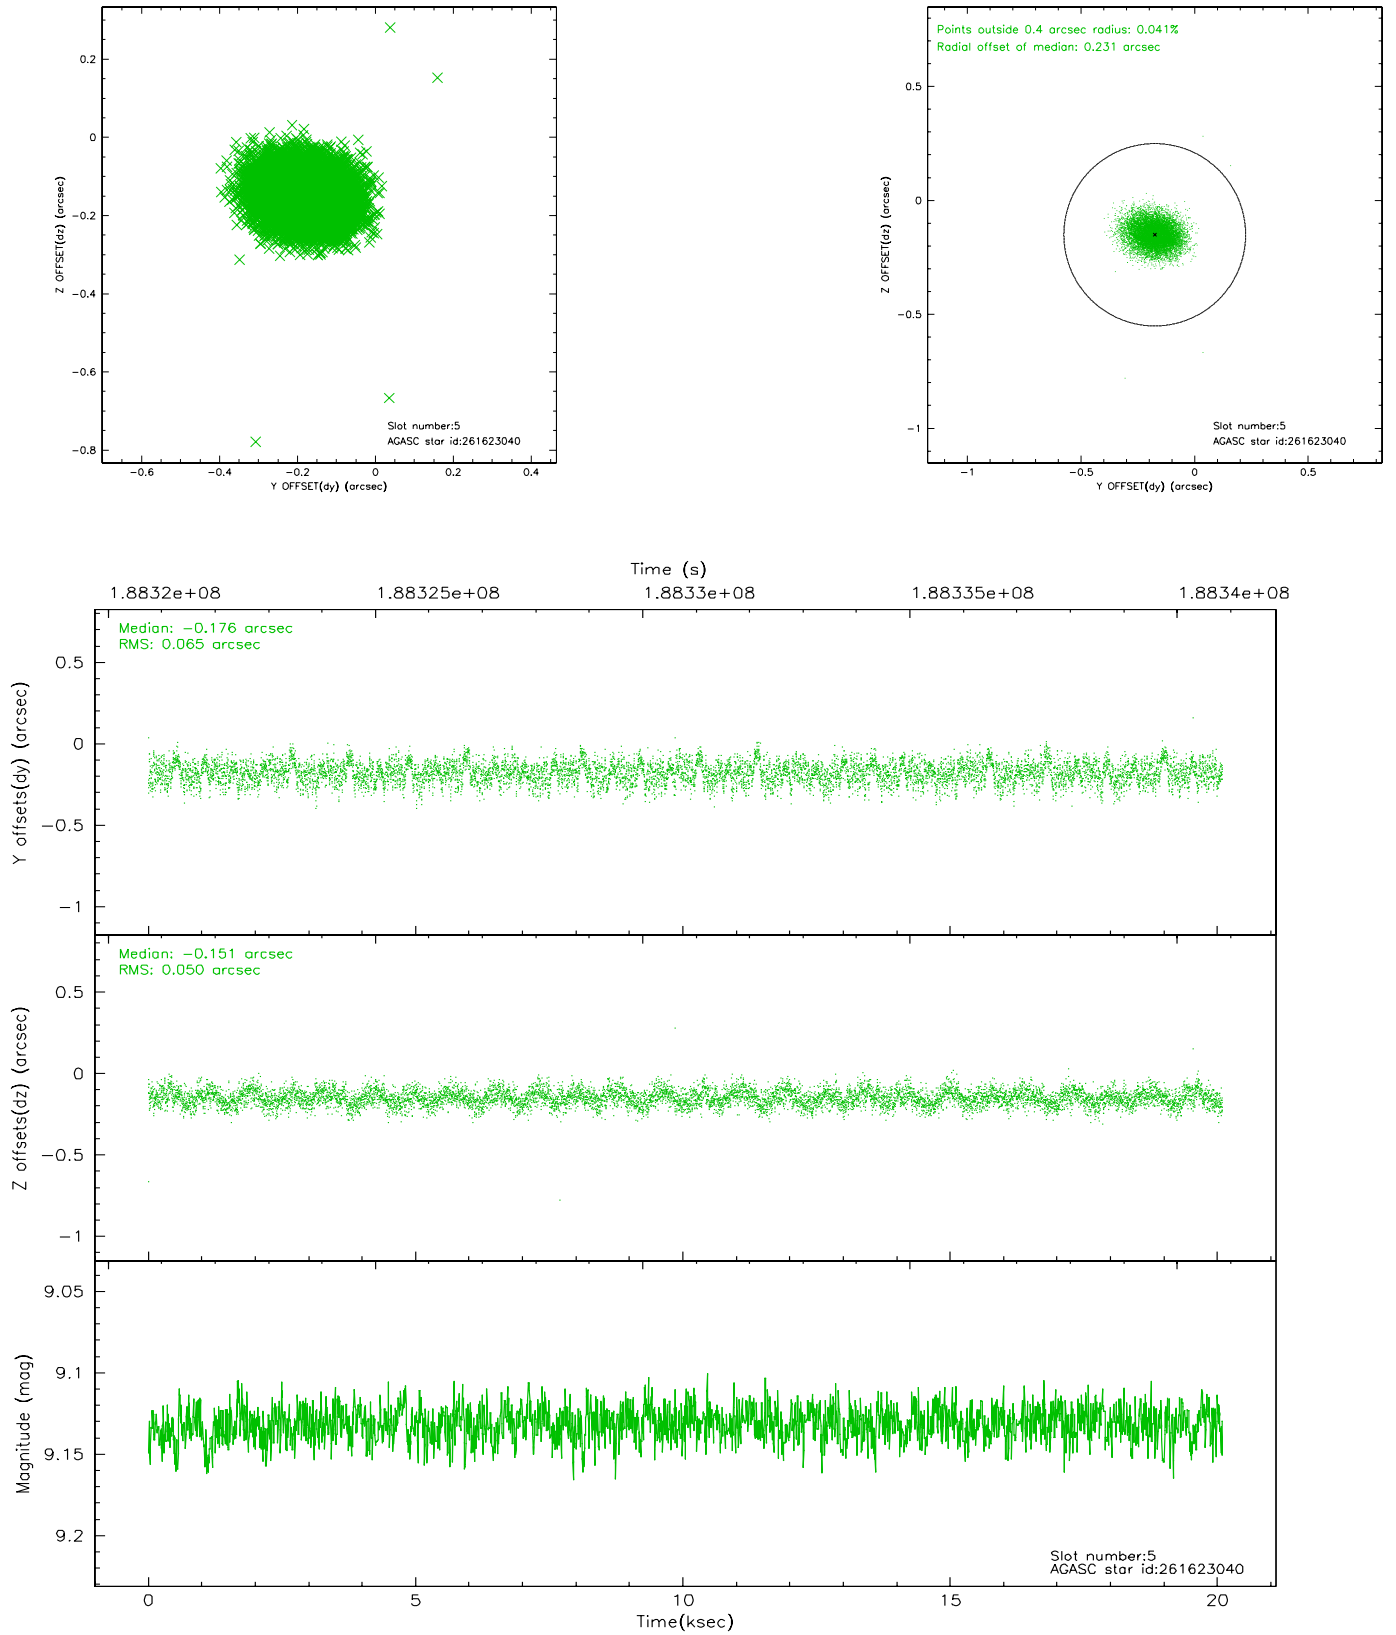 0.2
0
−0.2
−0.4
−0.6
−0.8
Z OFFSET(dz) (arcsec)
Slot number:5
AGASC star id:261623040
−0.6
−0.4
−0.2
0
0.2
0.4
Y OFFSET(dy) (arcsec)
Points outside 0.4 arcsec radius: 0.041%
Radial offset of median: 0.231 arcsec
0.5
0
−0.5
−1
Z OFFSET(dz) (arcsec)
Slot number:5
AGASC star id:261623040
−1
−0.5
0
0.5
Y OFFSET(dy) (arcsec)
Time (s)
1.8832e+08
1.88325e+08
1.8833e+08
1.88335e+08
1.8834e+08
Median: −0.176 arcsec
RMS: 0.065 arcsec
0.5
0
−0.5
−1
Y offsets(dy) (arcsec)
Median: −0.151 arcsec
RMS: 0.050 arcsec
0.5
0
−0.5
−1
Z offsets(dz) (arcsec)
9.05
9.1
9.15
9.2
Magnitude (mag)
Slot number:5
AGASC star id:261623040
0
5
10
15
20
Time(ksec)